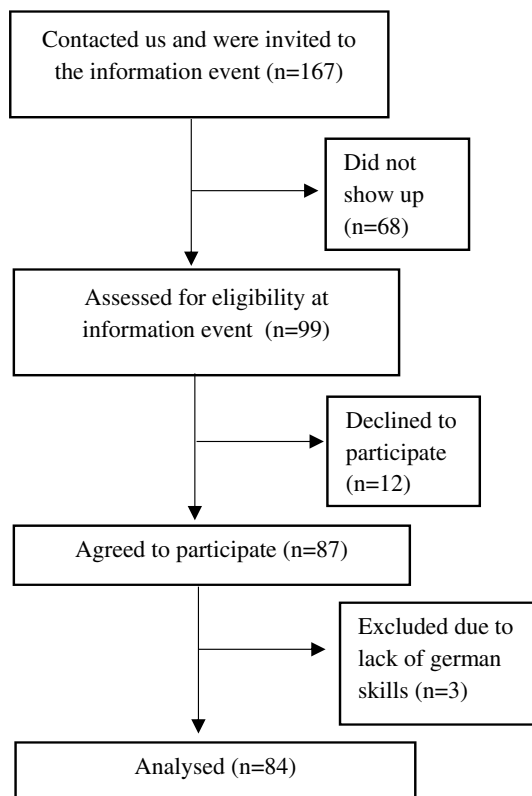 Contacted us and were invited to
the information event (n=167)
Did not
show up
(n=68)
Assessed for eligibility at
information event (n=99)
Declined to
participate
(n=12)
Agreed to participate (n=87)
Excluded due to
lack of german
skills (n=3)
Analysed (n=84)